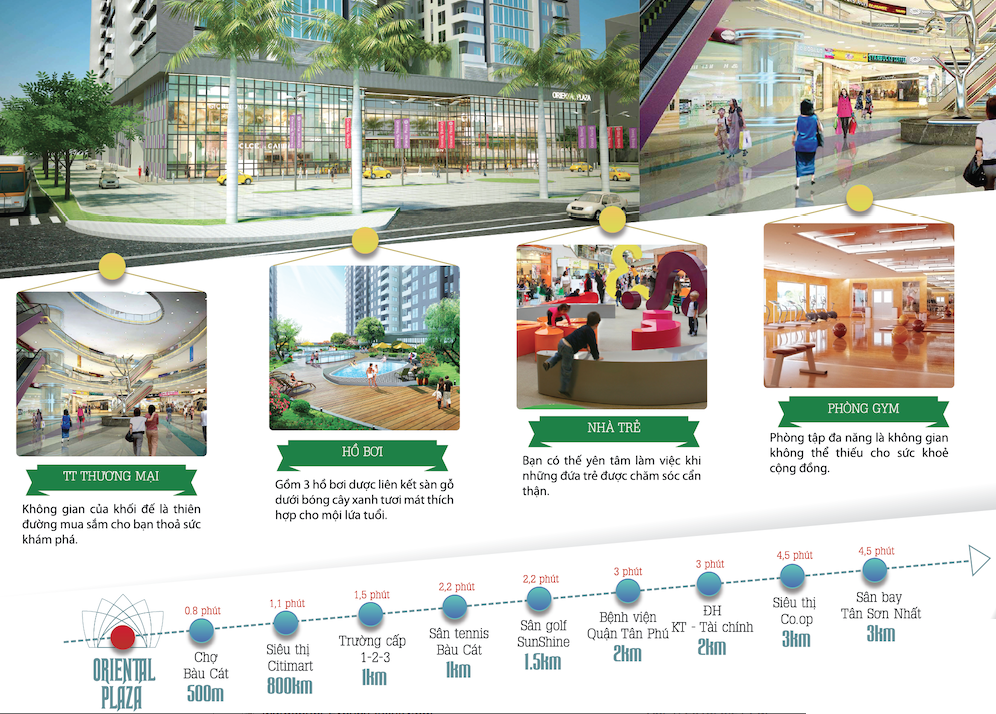 ORIENTAL PLAZA
TT THƯƠNG MẠI
Không gian của khối đế là thiên
đường mua sắm cho bạn thoả sức
khám phá.
HỒ BƠI
Gồm 3 hồ bơi được liên kết sàn gỗ
dưới bóng cây xanh tươi mát thích
hợp cho mội lứa tuổi.
NHÀ TRẺ
Bạn có thể yên tâm làm việc khi
những đứa trẻ được chăm sóc cẩn
thận.
PHÒNG GYM
Phòng tập đa năng là không gian
không thể thiếu cho sức khoẻ
cộng đồng.
ORIENTAL
PLAZA
0.8 phút
Chợ
Bàu Cát
500m
1,1 phút
Siêu thị
Citimart
800km
1,5 phút
Trường cấp
1-2-3
1km
2,2 phút
Sân tennis
Bàu Cát
1km
2,2 phút
Sân golf
SunShine
1.5km
3 phút
Bệnh viện
Quận Tân Phú
2km
3 phút
ĐH
KT - Tài chính
2km
4,5 phút
Siêu thị
Co.op
3km
4,5 phút
Sân bay
Tân Sơn Nhất
3km